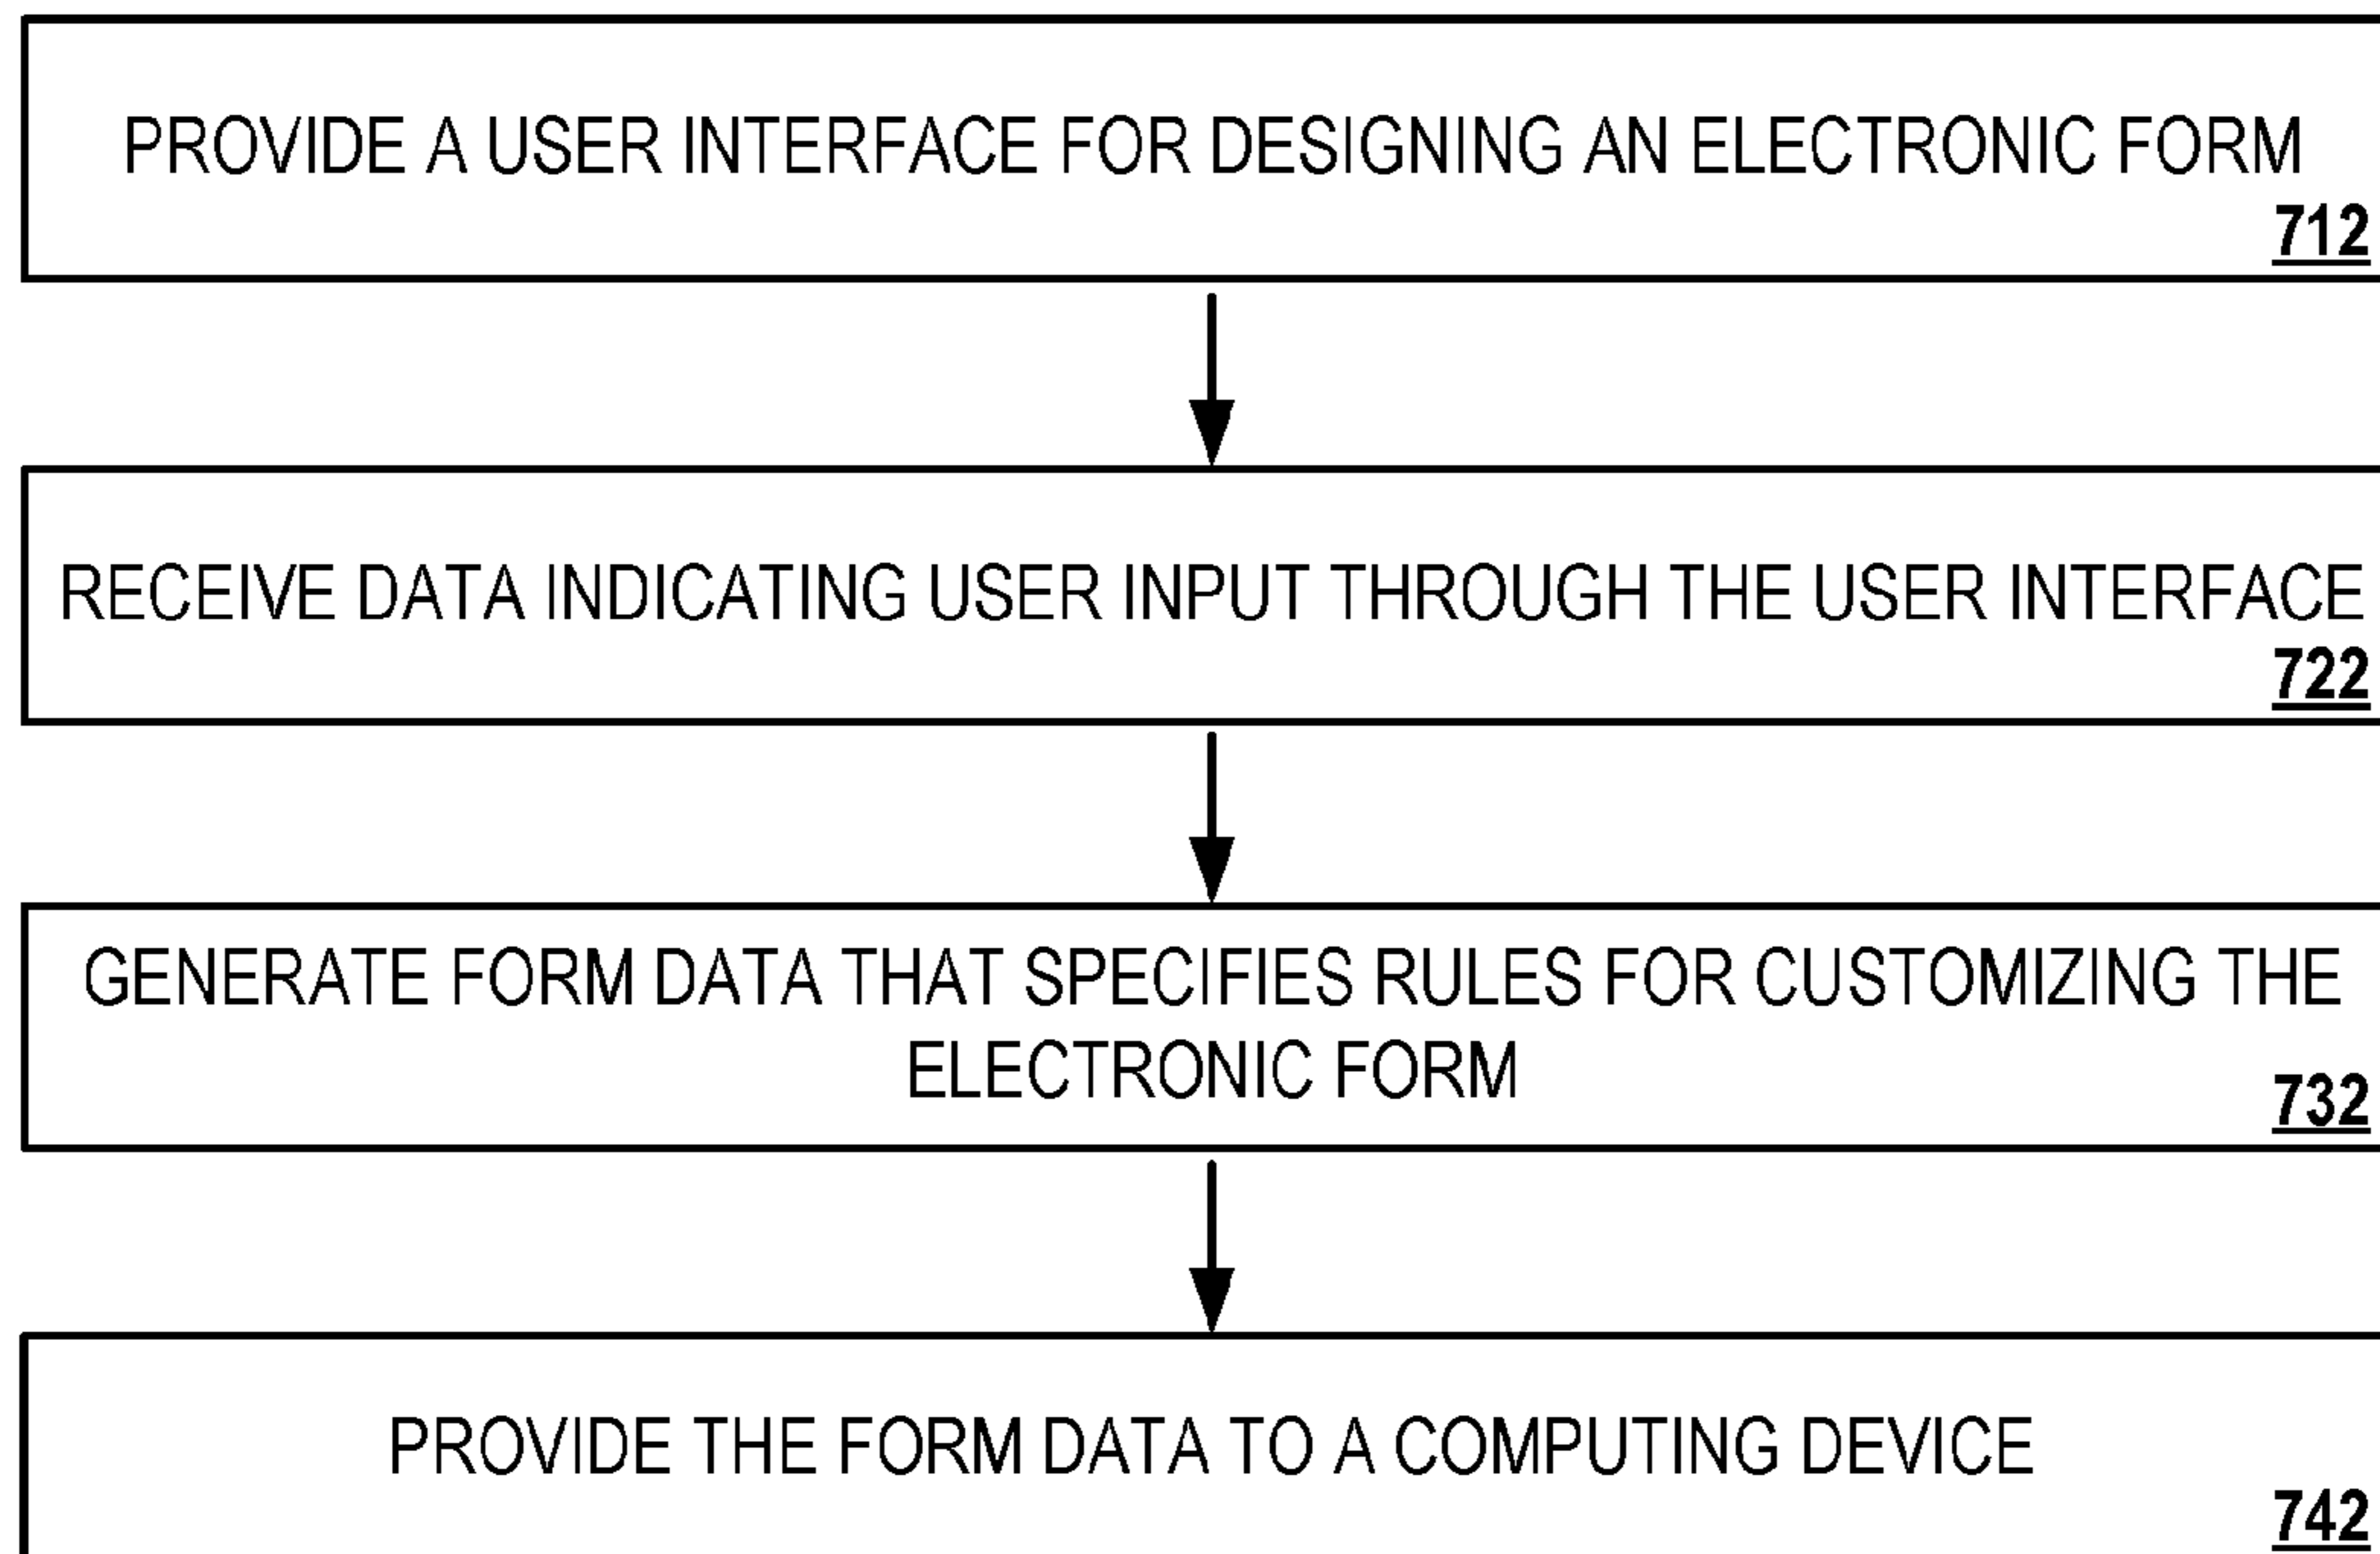 PROVIDE A USER INTERFACE FOR DESIGNING AN ELECTRONIC FORM
712
RECEIVE DATA INDICATING USER INPUT THROUGH THE USER INTERFACE
722
GENERATE FORM DATA THAT SPECIFIES RULES FOR CUSTOMIZING THE
ELECTRONIC FORM
732
PROVIDE THE FORM DATA TO A COMPUTING DEVICE
742